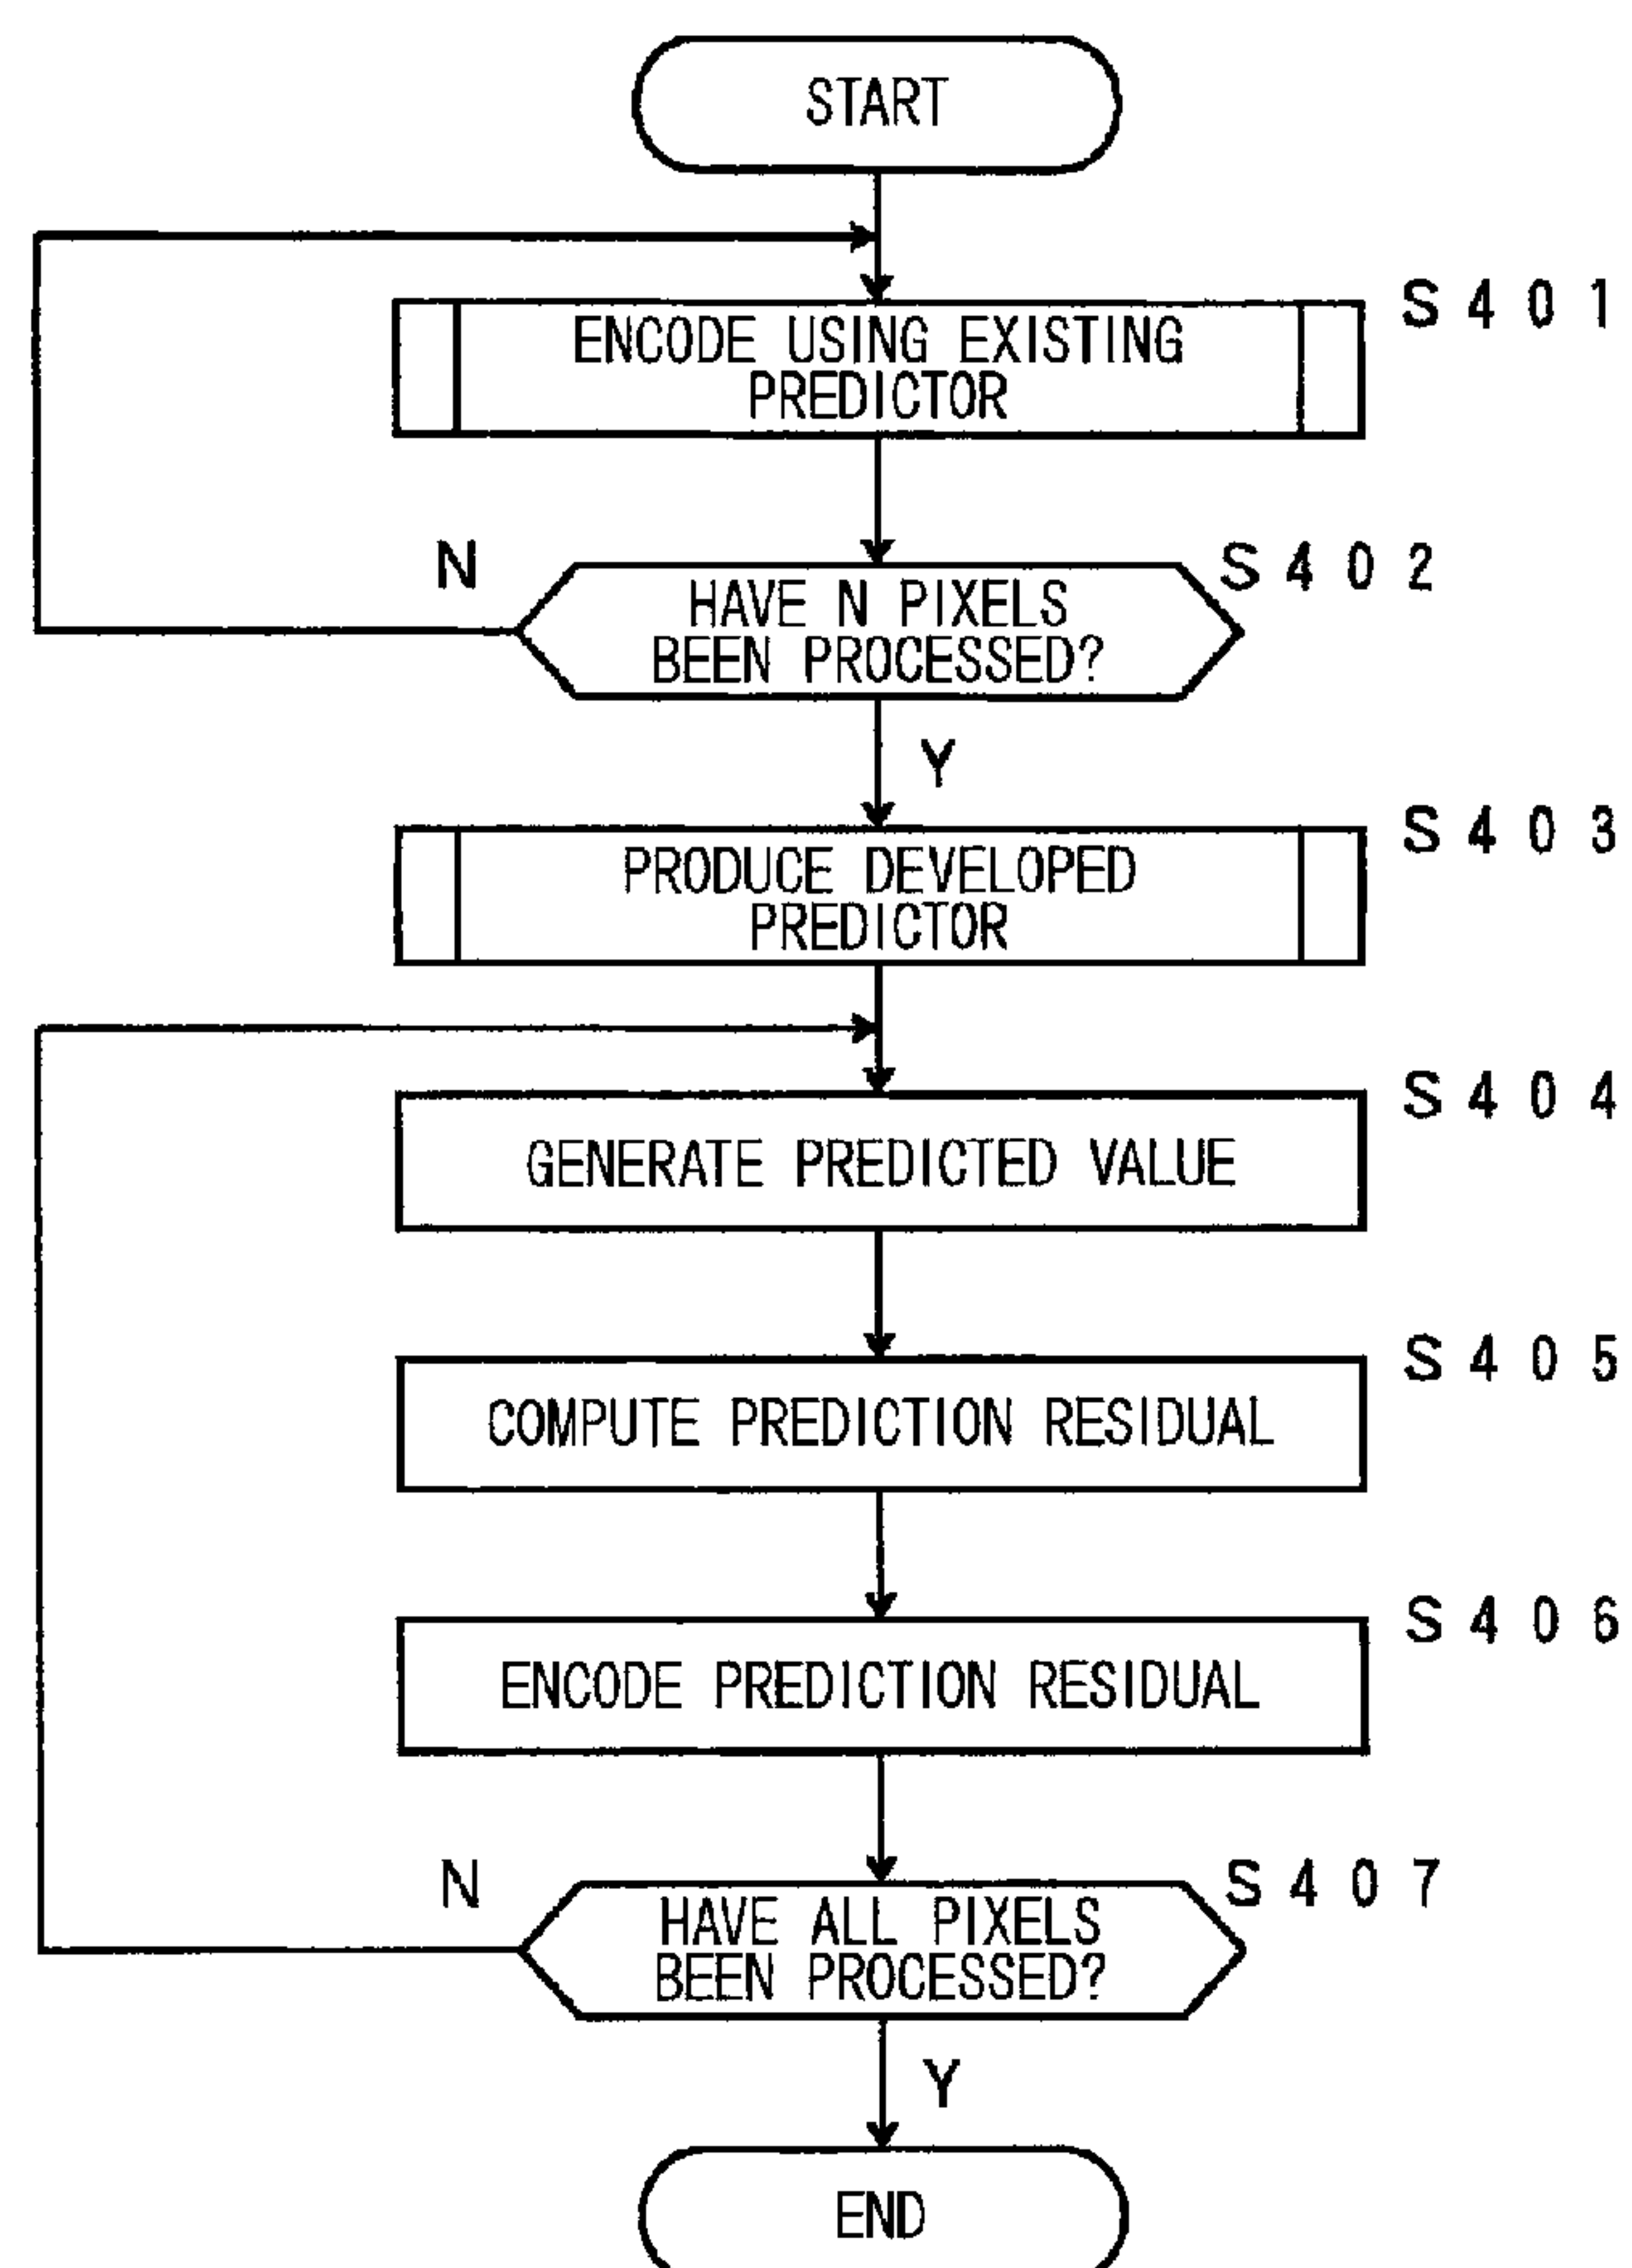 START
S401
ENCODE USING EXISTING
PREDICTOR
N
S402
HAVE N PIXELS
BEEN PROCESSED?
Y
S403
PRODUCE DEVELOPED
PREDICTOR
S404
GENERATE PREDICTED VALUE
S405
COMPUTE PREDICTION RESIDUAL
S406
ENCODE PREDICTION RESIDUAL
N
S407
HAVE ALL PIXELS
BEEN PROCESSED?
Y
END